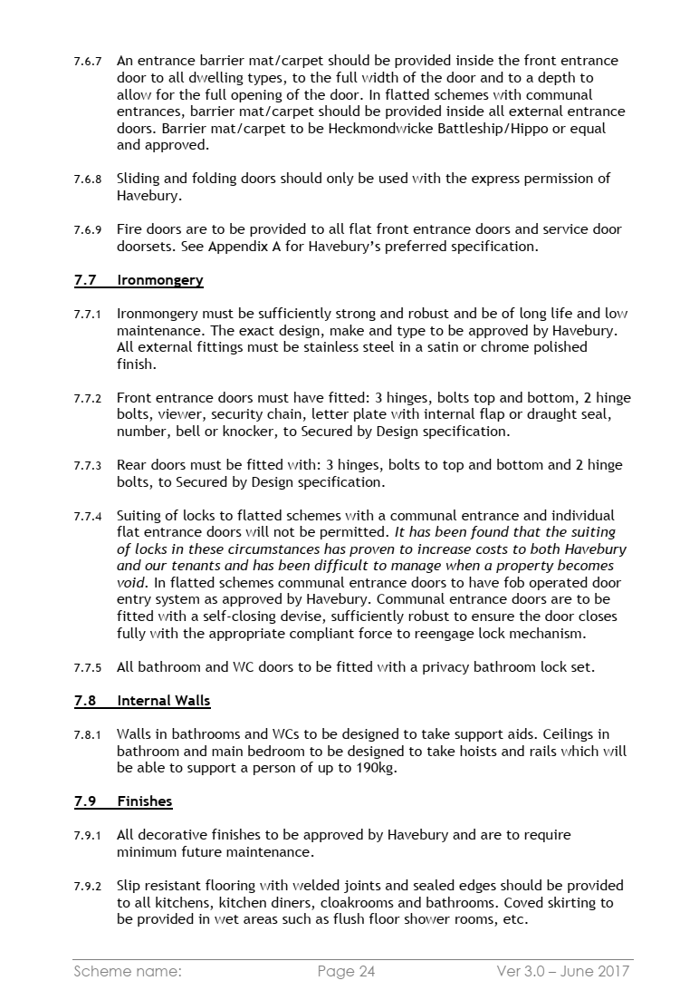 7.6.7 An entrance barrier mat/carpet should be provided inside the front entrance
door to all dwelling types, to the full width of the door and to a depth to
allow for the full opening of the door. In flatted schemes with communal
entrances, barrier mat/carpet should be provided inside all external entrance
doors. Barrier mat/carpet to be Heckmondwicke Battleship/Hippo or equal
and approved.
7.6.8 Sliding and folding doors should only be used with the express permission of
Havebury.
7.6.9 Fire doors are to be provided to all flat front entrance doors and service door
doorsets. See Appendix A for Havebury’s preferred specification.
7.7 Ironmongery
7.7.1 Ironmongery must be sufficiently strong and robust and be of long life and low
maintenance. The exact design, make and type to be approved by Havebury.
All external fittings must be stainless steel in a satin or chrome polished
finish.
7.7.2 Front entrance doors must have fitted: 3 hinges, bolts top and bottom, 2 hinge
bolts, viewer, security chain, letter plate with internal flap or draught seal,
number, bell or knocker, to Secured by Design specification.
7.7.3 Rear doors must be fitted with: 3 hinges, bolts to top and bottom and 2 hinge
bolts, to Secured by Design specification.
7.7.4 Suiting of locks to flatted schemes with a communal entrance and individual
flat entrance doors will not be permitted. It has been found that the suiting
of locks in these circumstances has proven to increase costs to both Havebury
and our tenants and has been difficult to manage when a property becomes
void. In flatted schemes communal entrance doors to have fob operated door
entry system as approved by Havebury. Communal entrance doors are to be
fitted with a self-closing devise, sufficiently robust to ensure the door closes
fully with the appropriate compliant force to reengage lock mechanism.
7.7.5 All bathroom and WC doors to be fitted with a privacy bathroom lock set.
7.8 Internal Walls
7.8.1 Walls in bathrooms and WCs to be designed to take support aids. Ceilings in
bathroom and main bedroom to be designed to take hoists and rails which will
be able to support a person of up to 190kg.
7.9 Finishes
7.9.1 All decorative finishes to be approved by Havebury and are to require
minimum future maintenance.
7.9.2 Slip resistant flooring with welded joints and sealed edges should be provided
to all kitchens, kitchen diners, cloakrooms and bathrooms. Coved skirting to
be provided in wet areas such as flush floor shower rooms, etc.
Scheme name: Page 24 Ver 3.0 – June 2017